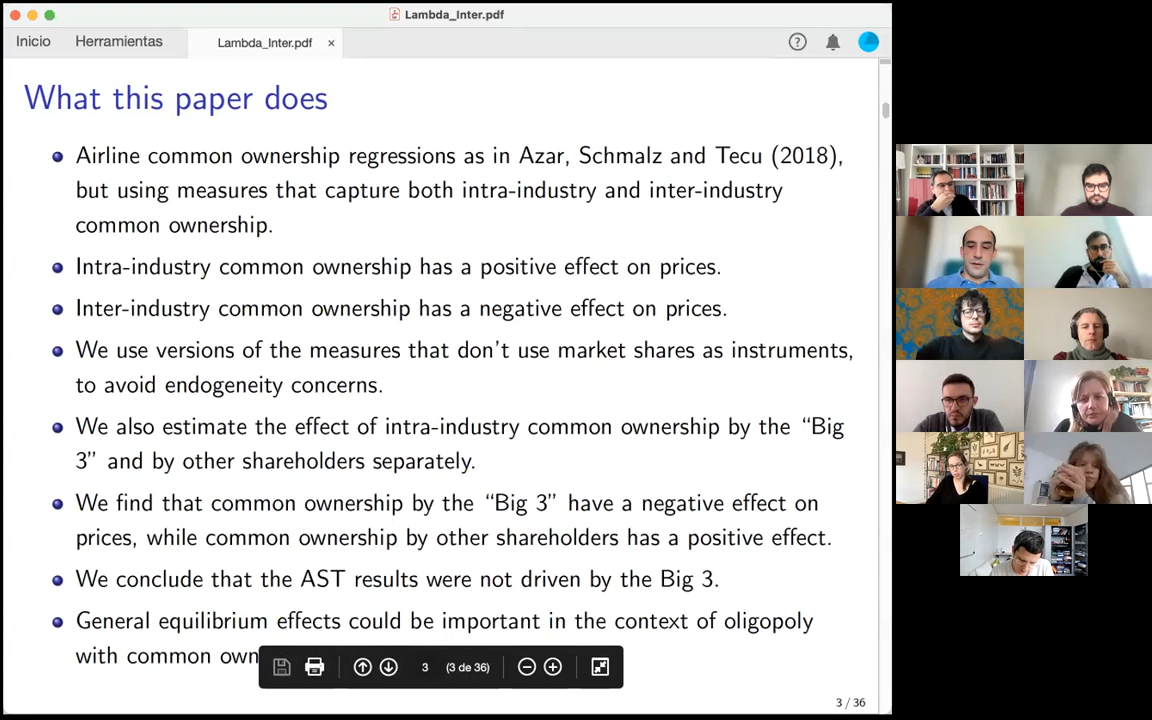 Lambda_Inter.pdf
Inicio Herramientas Lambda_Inter.pdf × ?
What this paper does
Airline common ownership regressions as in Azar, Schmalz and Tecu (2018),
but using measures that capture both intra-industry and inter-industry
common ownership.
Intra-industry common ownership has a positive effect on prices.
Inter-industry common ownership has a negative effect on prices.
We use versions of the measures that don't use market shares as instruments,
to avoid endogeneity concerns.
We also estimate the effect of intra-industry common ownership by the “Big
3” and by other shareholders separately.
We find that common ownership by the “Big 3” have a negative effect on
prices, while common ownership by other shareholders has a positive effect.
We conclude that the AST results were not driven by the Big 3.
General equilibrium effects could be important in the context of oligopoly
with common own
3 (3 de 36)
3 / 36